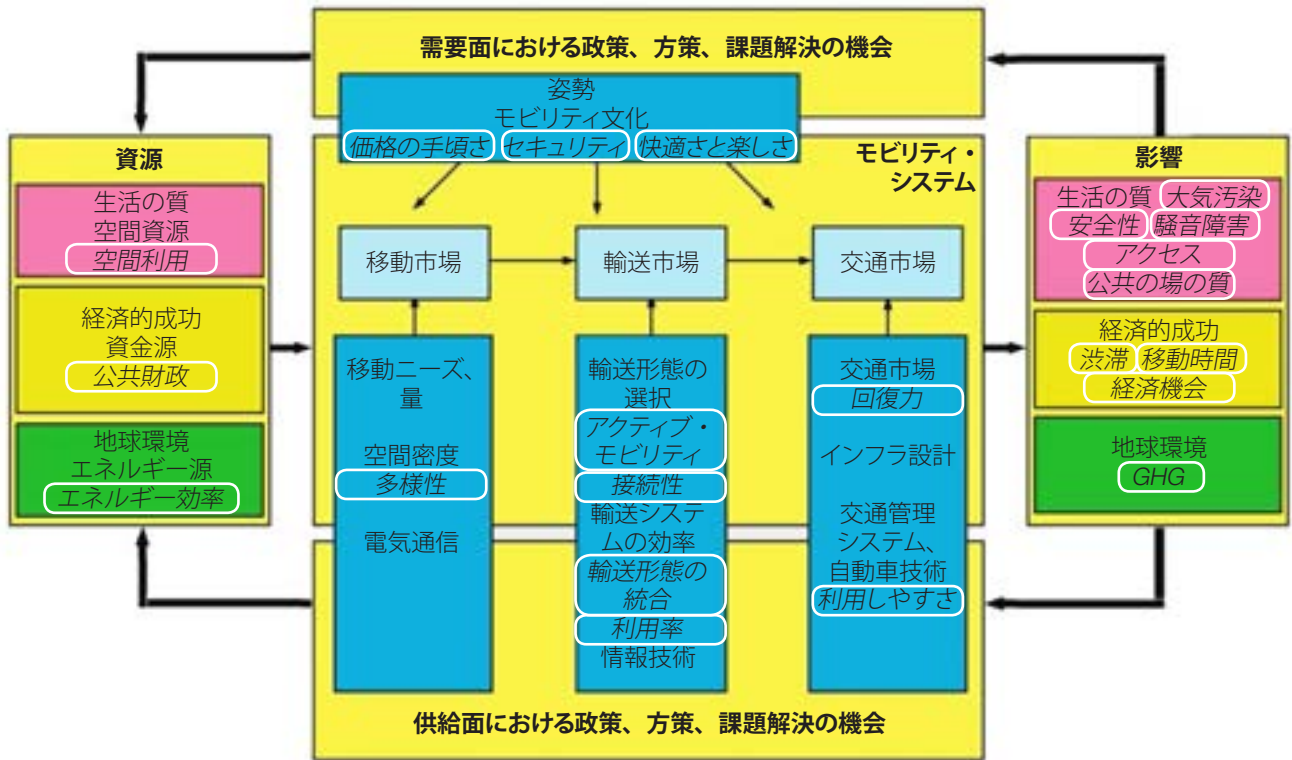 需要面における政策、方策、課題解決の機会
姿勢
モビリティ文化
価格の手頃さ セキュリティ 快適さと楽しさ
モビリティ・
システム
資源
生活の質
空間資源
空間利用
経済的成功
資金源
公共財政
地球環境
エネルギー源
エネルギー効率
移動市場
輸送市場
交通市場
移動ニーズ、
量
空間密度
多様性
電気通信
輸送形態の
選択
アクティブ・
モビリティ
接続性
輸送システ
ムの効率
輸送形態の
統合
利用率
情報技術
交通市場
回復力
インフラ設計
交通管理
システム、
自動車技術
利用しやすさ
影響
生活の質 大気汚染
安全性 騒音障害
アクセス
公共の場の質
経済的成功
渋滞 移動時間
経済機会
地球環境
GHG
供給面における政策、方策、課題解決の機会